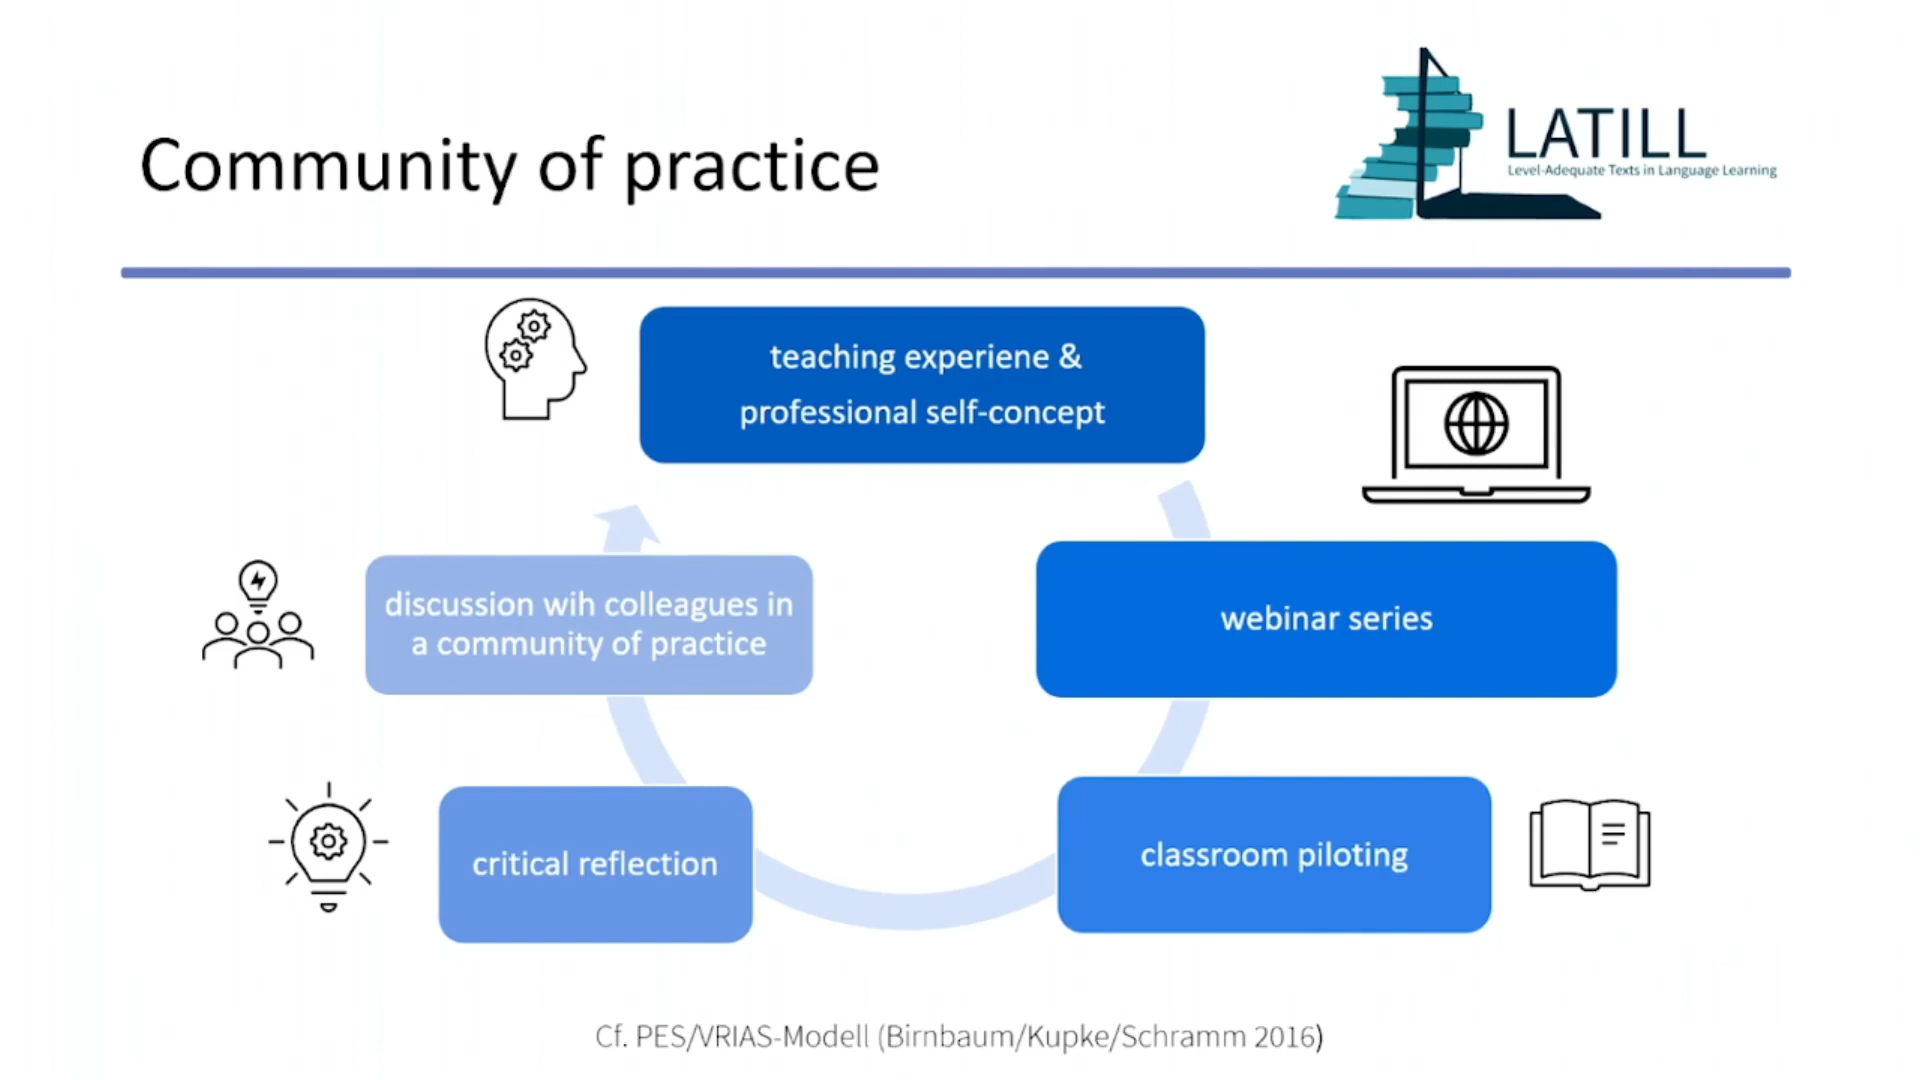 Community of practice
LATILL
Level-Adequate Texts in Language Learning
teaching experiene &
professional self-concept
webinar series
classroom piloting
critical reflection
discussion wih colleagues in
a community of practice
Cf. PES/VRIAS-Modell (Birnbaum/Kupke/Schramm 2016)